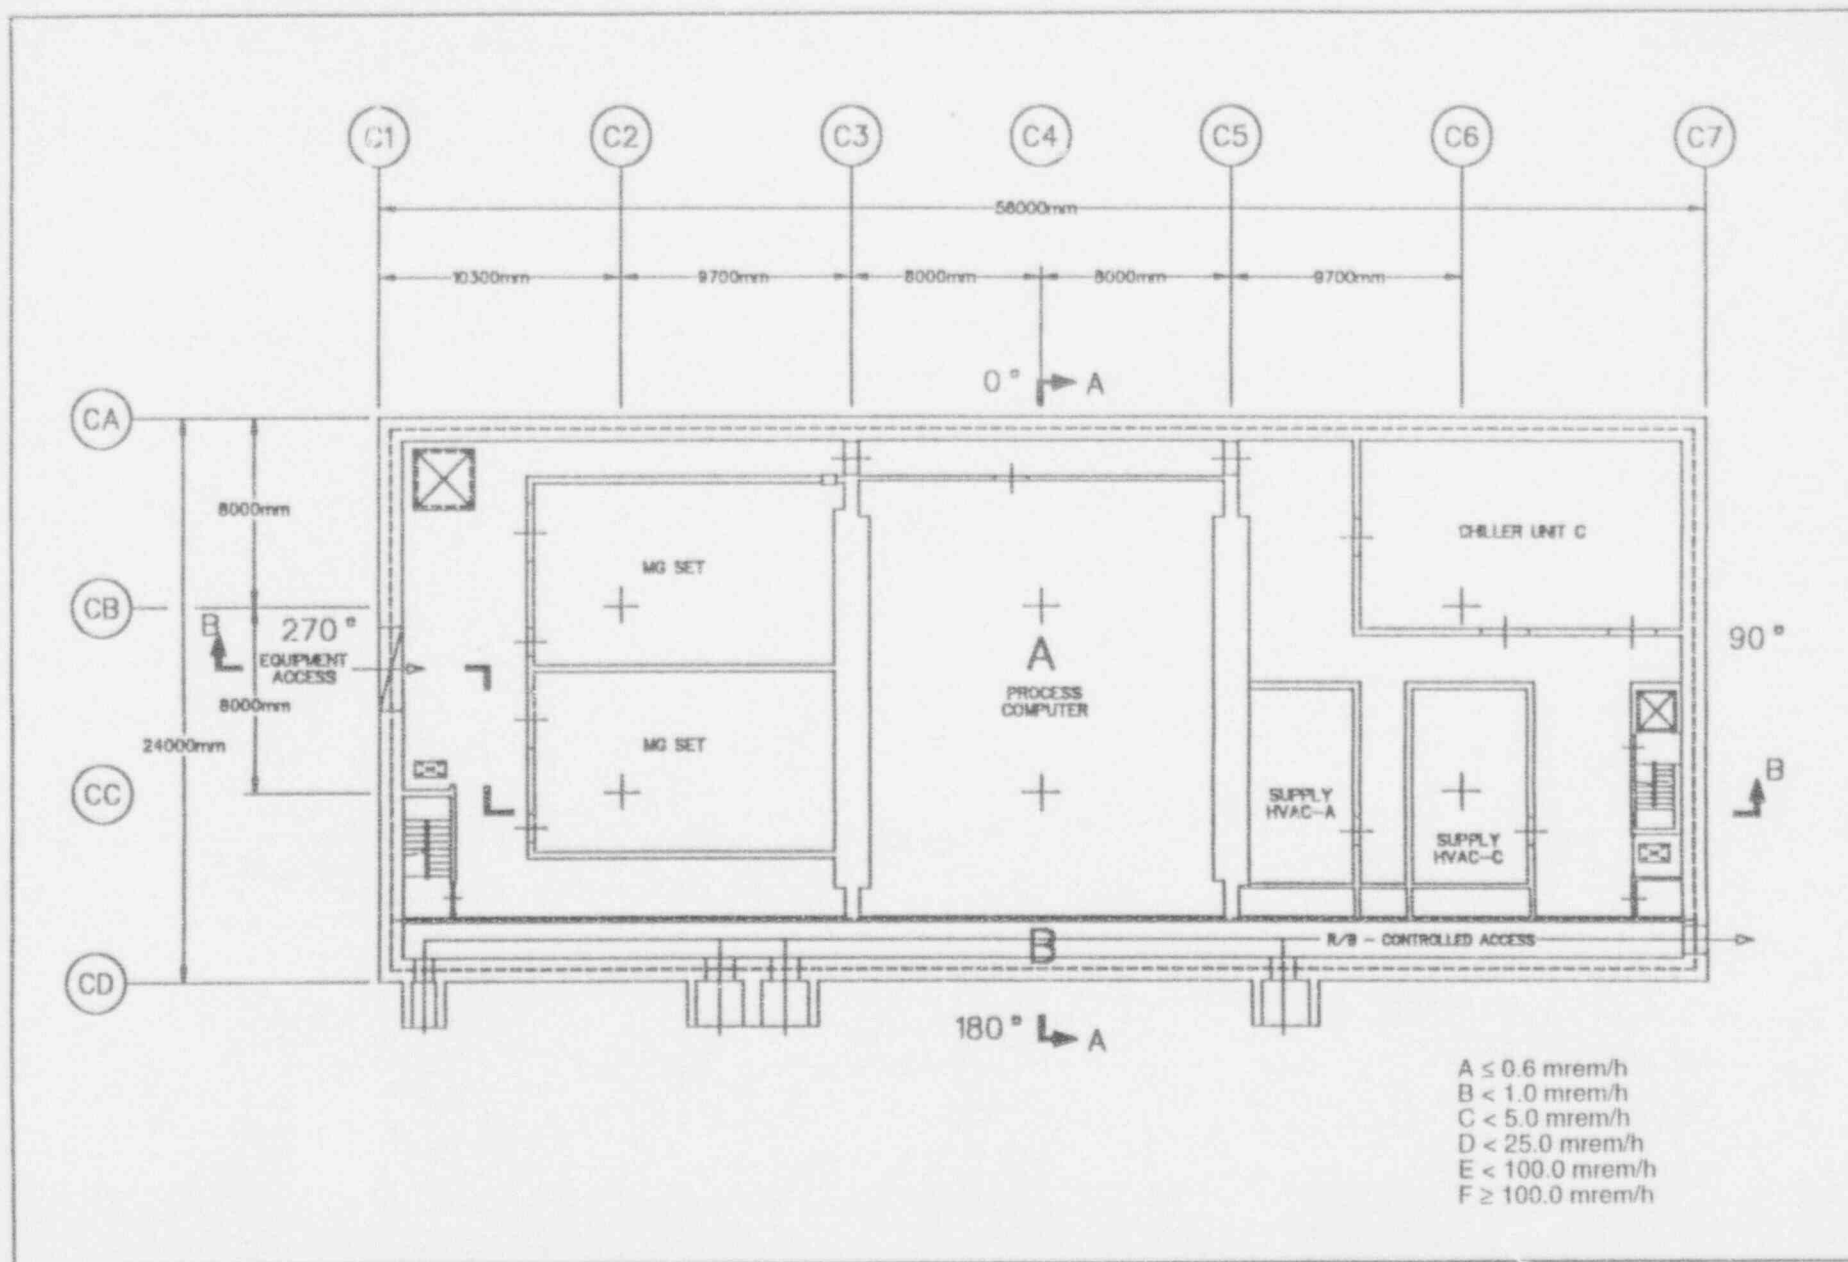 C1 C2 C3 C4 C5 C6 C7
58000mm
10300mm 9700mm 8000mm 8000mm 9700mm
0° A
CA
8000mm
CHILLER UNIT C
MG SET
CB
B 270°
EQUIPMENT
ACCESS
90°
A
PROCESS
COMPUTER
8000mm
24000mm
MG SET
B
CC
SUPPLY
HVAC-A
SUPPLY
HVAC-C
B
R/B - CONTROLLED ACCESS
CD
180° A
A ≤ 0.6 mrem/h
B < 1.0 mrem/h
C < 5.0 mrem/h
D < 25.0 mrem/h
E < 100.0 mrem/h
F ≥ 100.0 mrem/h